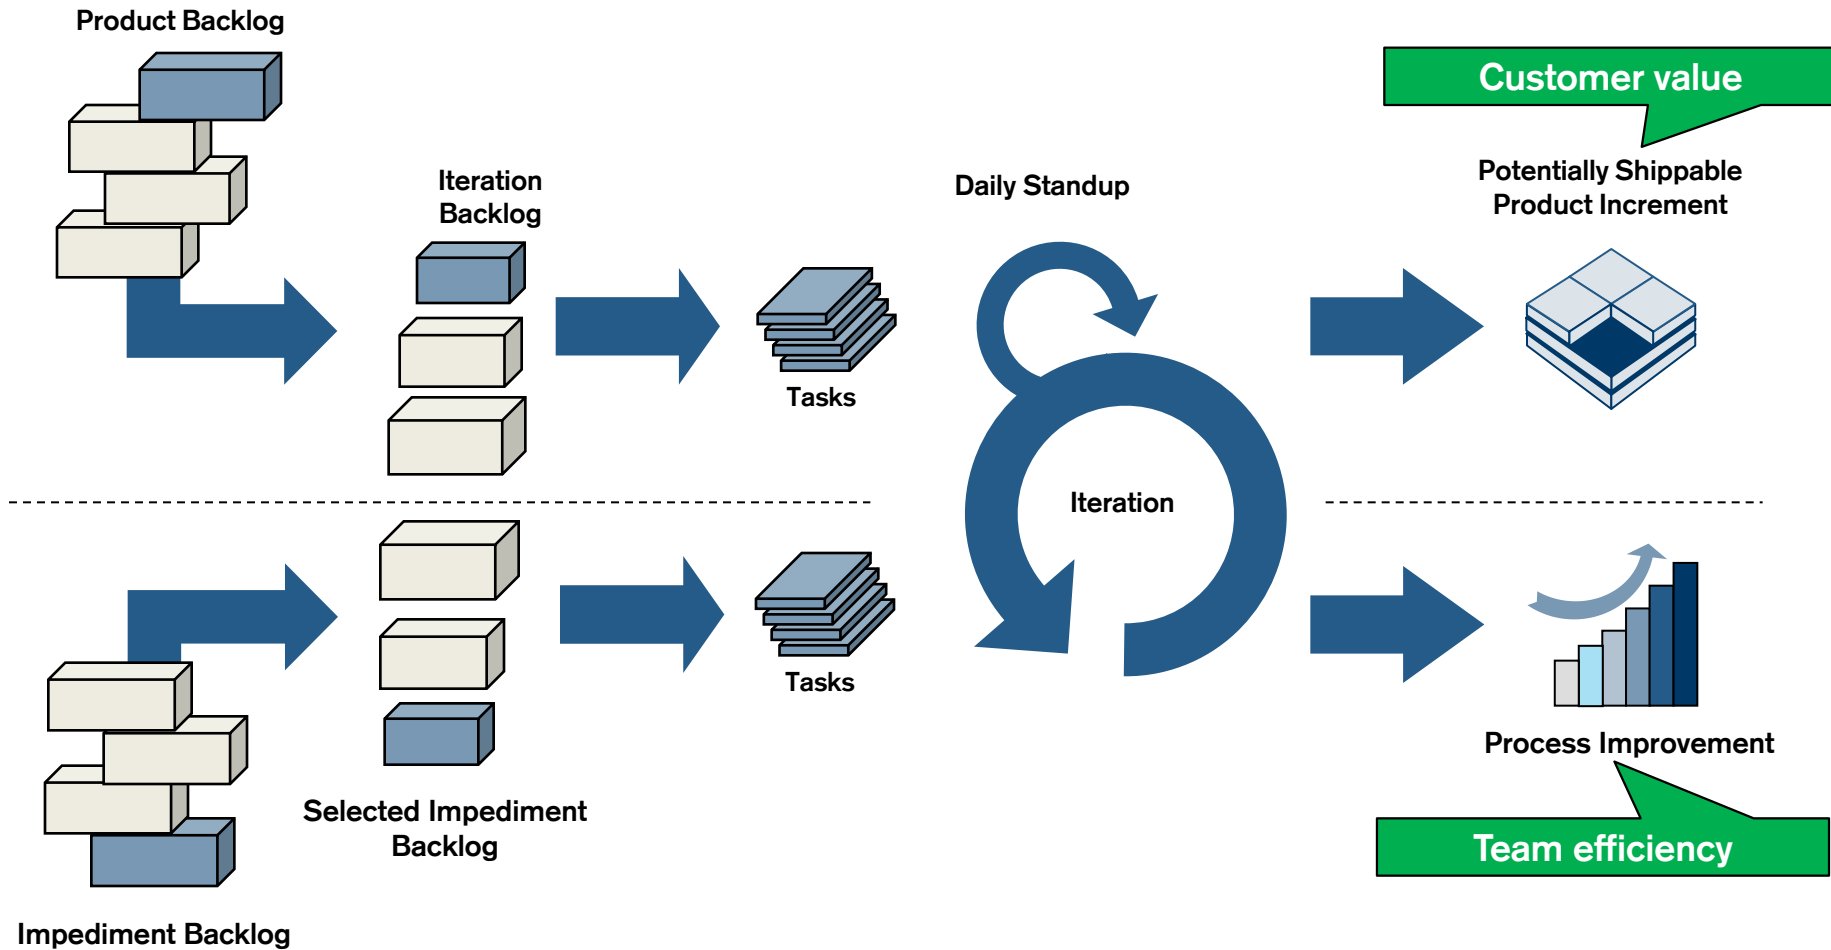 Product Backlog
Customer value
Iteration
Backlog
Daily Standup
Potentially Shippable
Product Increment
Tasks
Iteration
Tasks
Process Improvement
Selected Impediment
Backlog
Team efficiency
Impediment Backlog